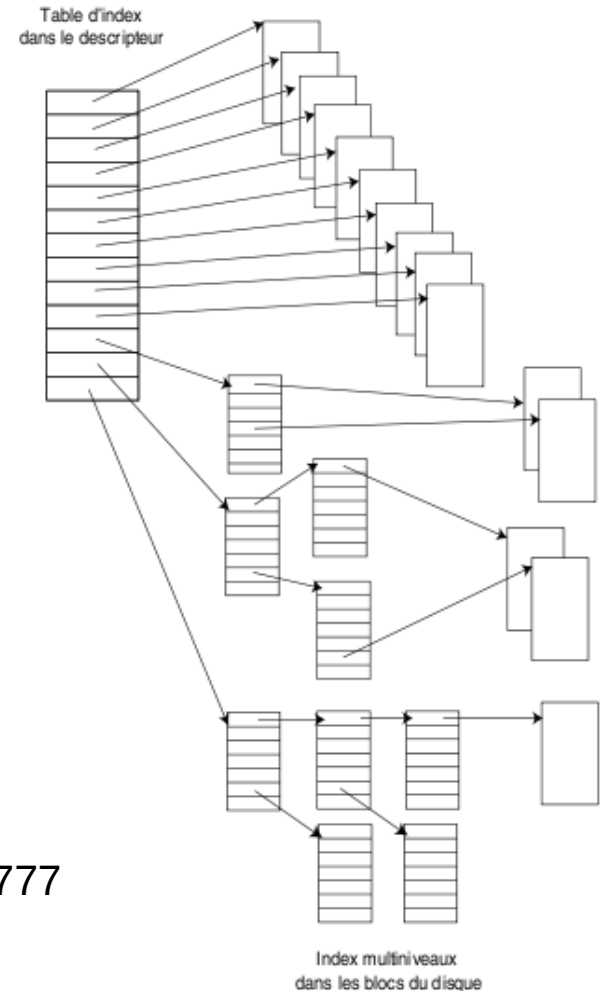 Table d'index
dans le descripteur
777
Index multiniveaux
dans les blocs du disque